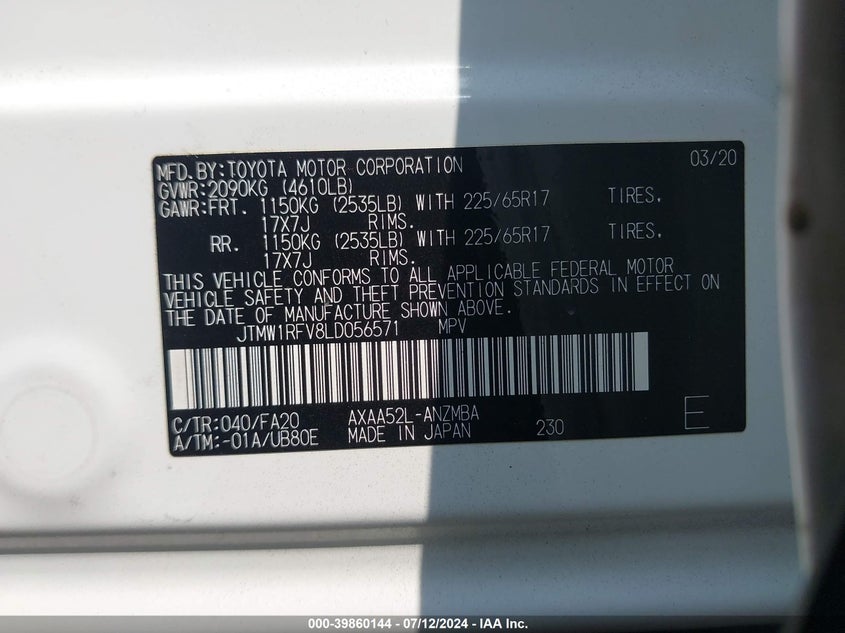 MFD.BY:TOYOTA MOTOR CORPORATION 03/20
GVWR:2090KG (4610LB)
GAWR:FRT. 1150KG (2535LB) WITH 225/65R17 TIRES.
17X7J RIMS.
RR. 1150KG (2535LB) WITH 225/65R17 TIRES.
17X7J RIMS.
THIS VEHICLE CONFORMS TO ALL APPLICABLE FEDERAL MOTOR
VEHICLE SAFETY AND THEFT PREVENTION STANDARDS IN EFFECT ON
THE DATE OF MANUFACTURE SHOWN ABOVE.
JTMW1RFV8LD056571 MPV
C/TR:040/FA20 AXAA52L-ANZMBA E
A/TM:-01A/UB80E MADE IN JAPAN 230
000-39860144 - 07/12/2024 - IAA Inc.